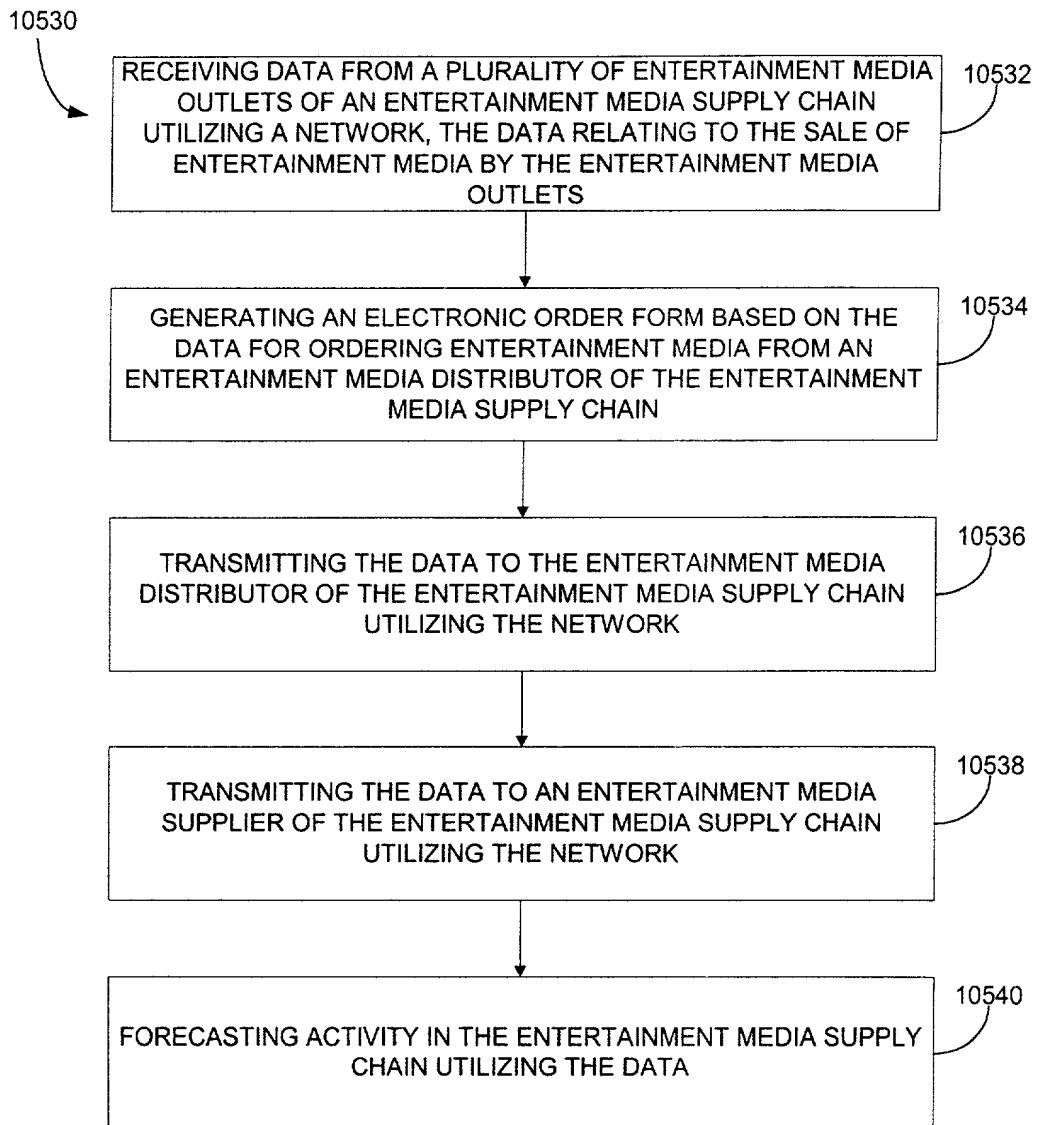 10530
RECEIVING DATA FROM A PLURALITY OF ENTERTAINMENT MEDIA
OUTLETS OF AN ENTERTAINMENT MEDIA SUPPLY CHAIN
UTILIZING A NETWORK, THE DATA RELATING TO THE SALE OF
ENTERTAINMENT MEDIA BY THE ENTERTAINMENT MEDIA
OUTLETS
10532
GENERATING AN ELECTRONIC ORDER FORM BASED ON THE
DATA FOR ORDERING ENTERTAINMENT MEDIA FROM AN
ENTERTAINMENT MEDIA DISTRIBUTOR OF THE ENTERTAINMENT
MEDIA SUPPLY CHAIN
10534
TRANSMITTING THE DATA TO THE ENTERTAINMENT MEDIA
DISTRIBUTOR OF THE ENTERTAINMENT MEDIA SUPPLY CHAIN
UTILIZING THE NETWORK
10536
TRANSMITTING THE DATA TO AN ENTERTAINMENT MEDIA
SUPPLIER OF THE ENTERTAINMENT MEDIA SUPPLY CHAIN
UTILIZING THE NETWORK
10538
FORECASTING ACTIVITY IN THE ENTERTAINMENT MEDIA SUPPLY
CHAIN UTILIZING THE DATA
10540